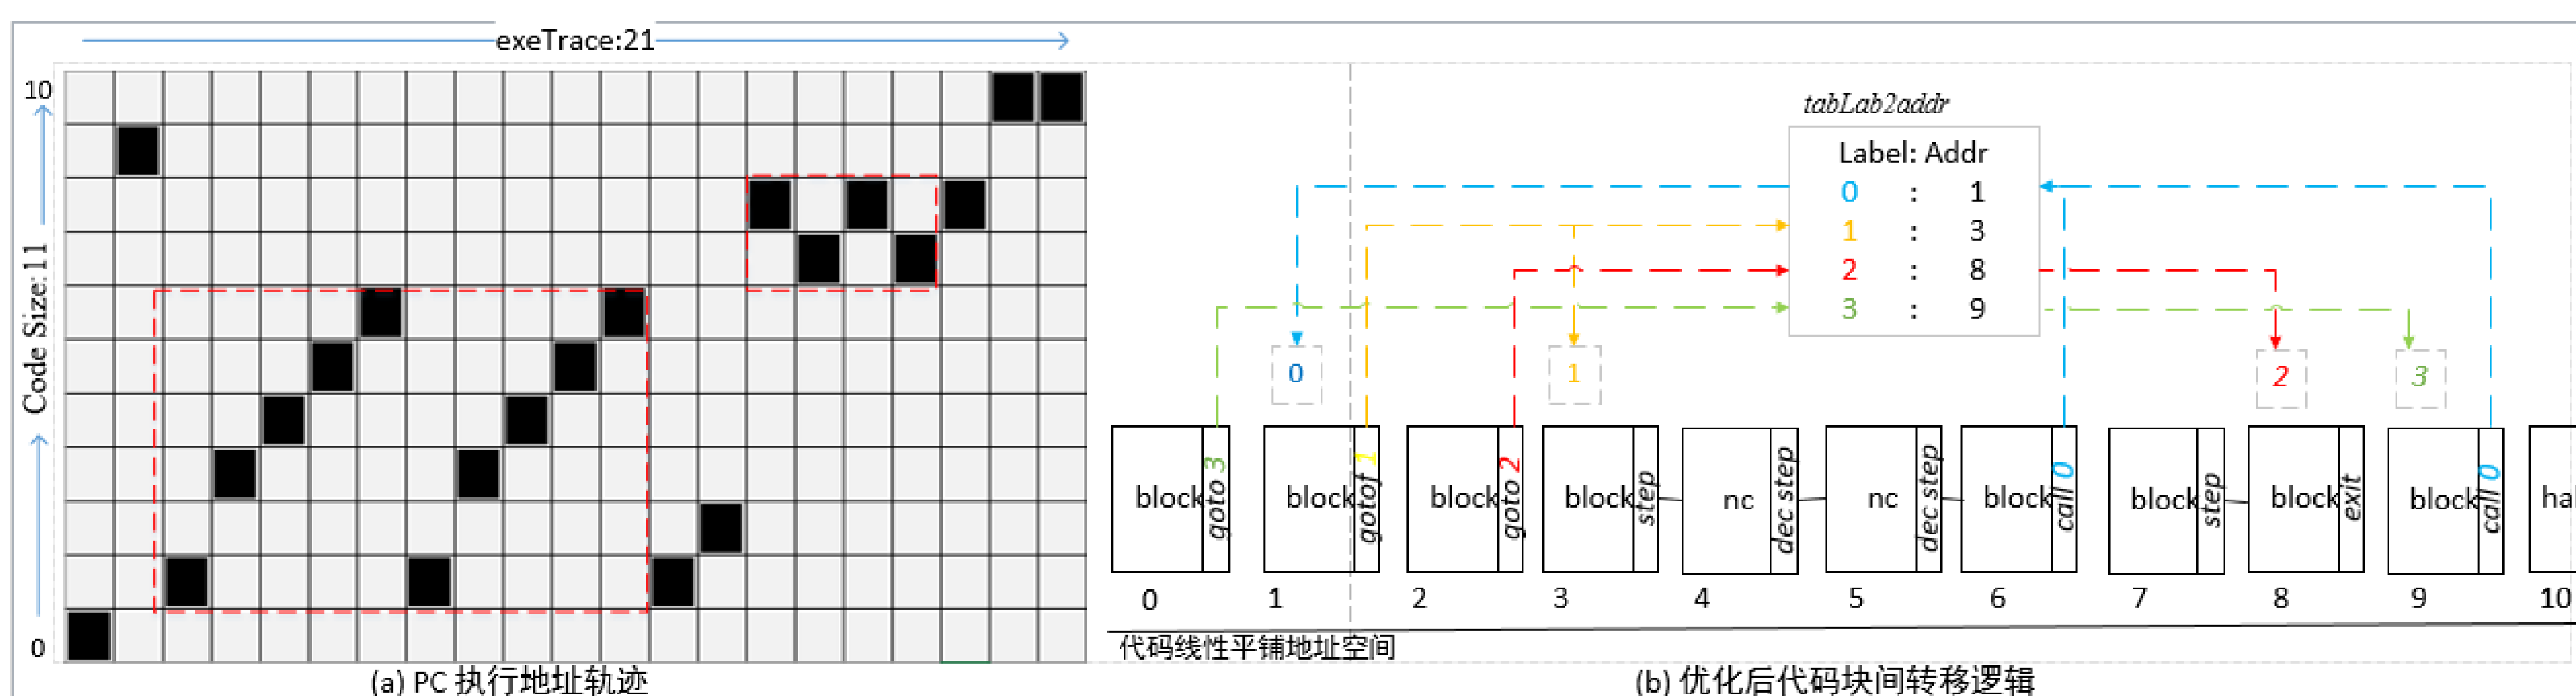 exeTrace:21
10
Code Size:11
0
(a) PC 执行地址轨迹
tabLab2addr
Label: Addr
0 : 1
1 : 3
2 : 8
3 : 9
0
1
2
3
block goto 3
block gotof 1
block goto 2
block step
nc dec step
nc dec step
block call 0
block step
block exit
block call 0
ha
0 1 2 3 4 5 6 7 8 9 10
代码线性平铺地址空间
(b) 优化后代码块间转移逻辑